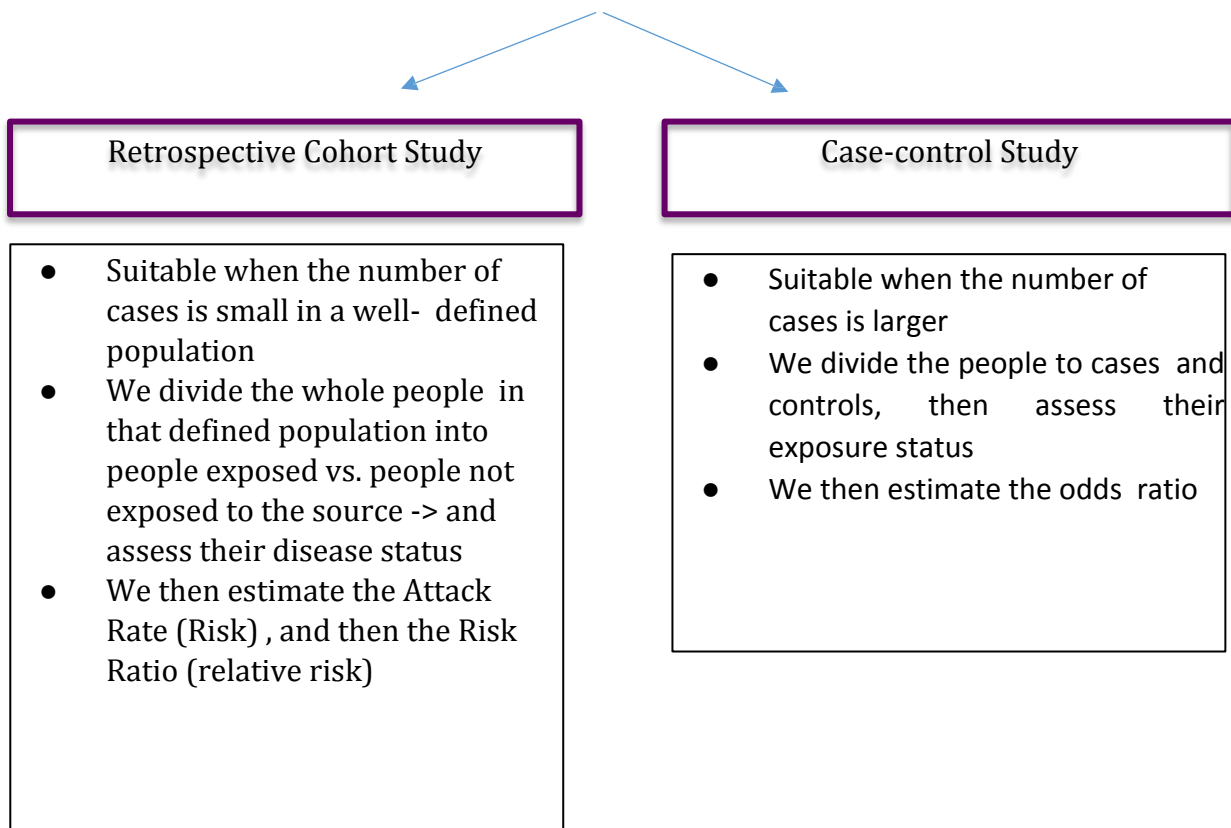 Retrospective Cohort Study
● Suitable when the number of
cases is small in a well- defined
population
● We divide the whole people in
that defined population into
people exposed vs. people not
exposed to the source -> and
assess their disease status
● We then estimate the Attack
Rate (Risk) , and then the Risk
Ratio (relative risk)
Case-control Study
● Suitable when the number of
cases is larger
● We divide the people to cases and
controls, then assess their
exposure status
● We then estimate the odds ratio